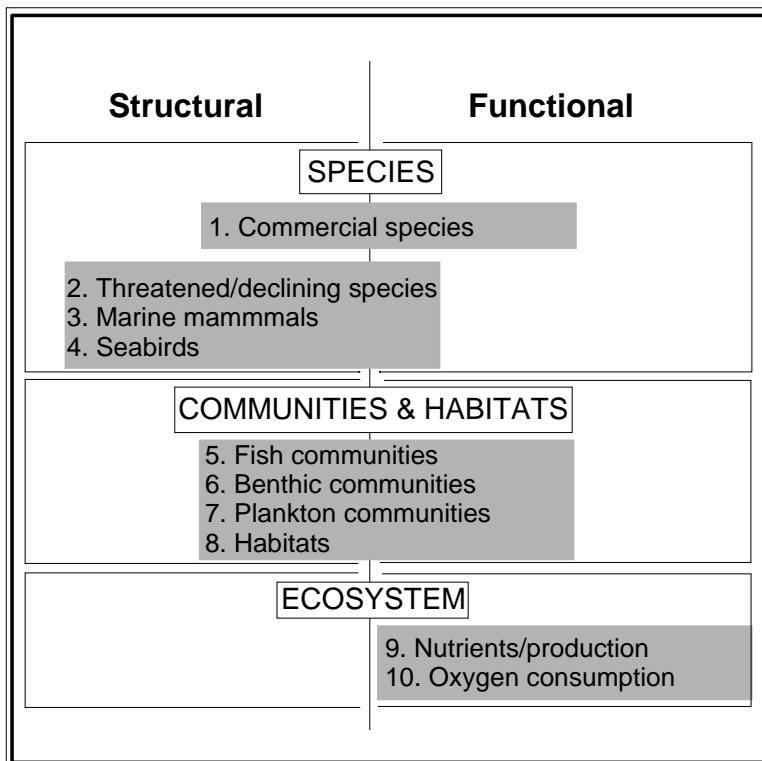 Structural
Functional
SPECIES
1. Commercial species
2. Threatened/declining species
3. Marine mammmals
4. Seabirds
COMMUNITIES & HABITATS
5. Fish communities
6. Benthic communities
7. Plankton communities
8. Habitats
ECOSYSTEM
9. Nutrients/production
10. Oxygen consumption